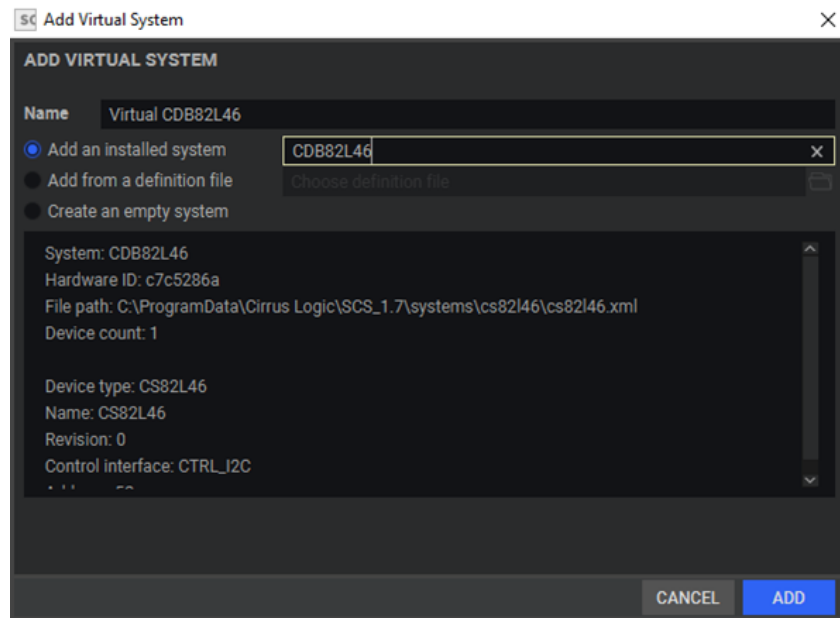 SC Add Virtual System
ADD VIRTUAL SYSTEM
Name Virtual CDB82L46
Add an installed system CDB82L46
Add from a definition file Choose definition file
Create an empty system
System: CDB82L46
Hardware ID: c7c5286a
File path: C:\ProgramData\Cirrus Logic\SCS_1.7\systems\cs82l46\cs82l46.xml
Device count: 1
Device type: CS82L46
Name: CS82L46
Revision: 0
Control interface: CTRL_I2C
CANCEL ADD